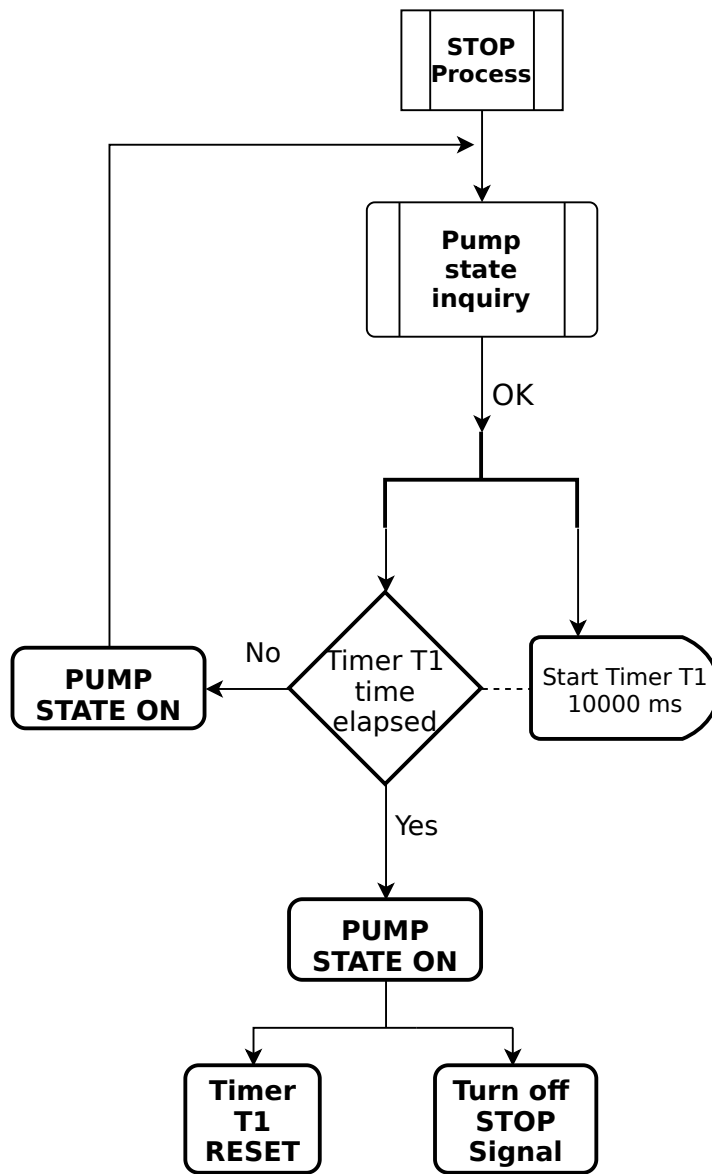 STOP
Process
Pump
state
inquiry
OK
No
Timer T1
time
elapsed
Start Timer T1
10000 ms
PUMP
STATE ON
Yes
PUMP
STATE ON
Timer
T1
RESET
Turn off
STOP
Signal